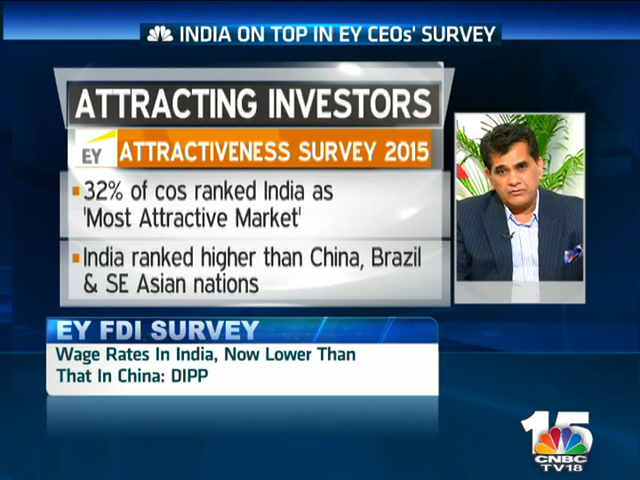 INDIA ON TOP IN EY CEOs' SURVEY
ATTRACTING INVESTORS
EY ATTRACTIVENESS SURVEY 2015
32% of cos ranked India as
'Most Attractive Market'
India ranked higher than China, Brazil
& SE Asian nations
EY FDI SURVEY
Wage Rates In India, Now Lower Than
That In China: DIPP
15
CNBC
TV18